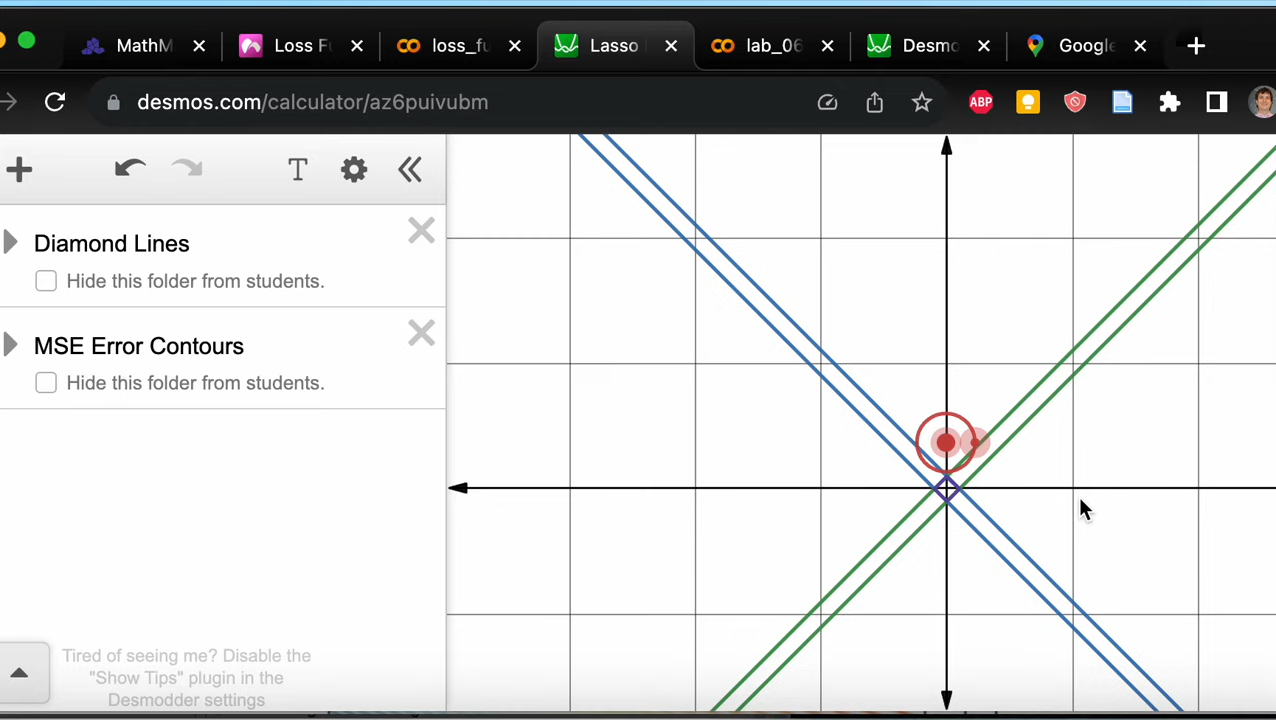 MathM
Loss Fu
loss_fu
Lasso
lab_06
Desmo
Google
desmos.com/calculator/az6puivubm
ABP
T
Diamond Lines
Hide this folder from students.
MSE Error Contours
Hide this folder from students.
Tired of seeing me? Disable the
"Show Tips" plugin in the
Desmodder settings